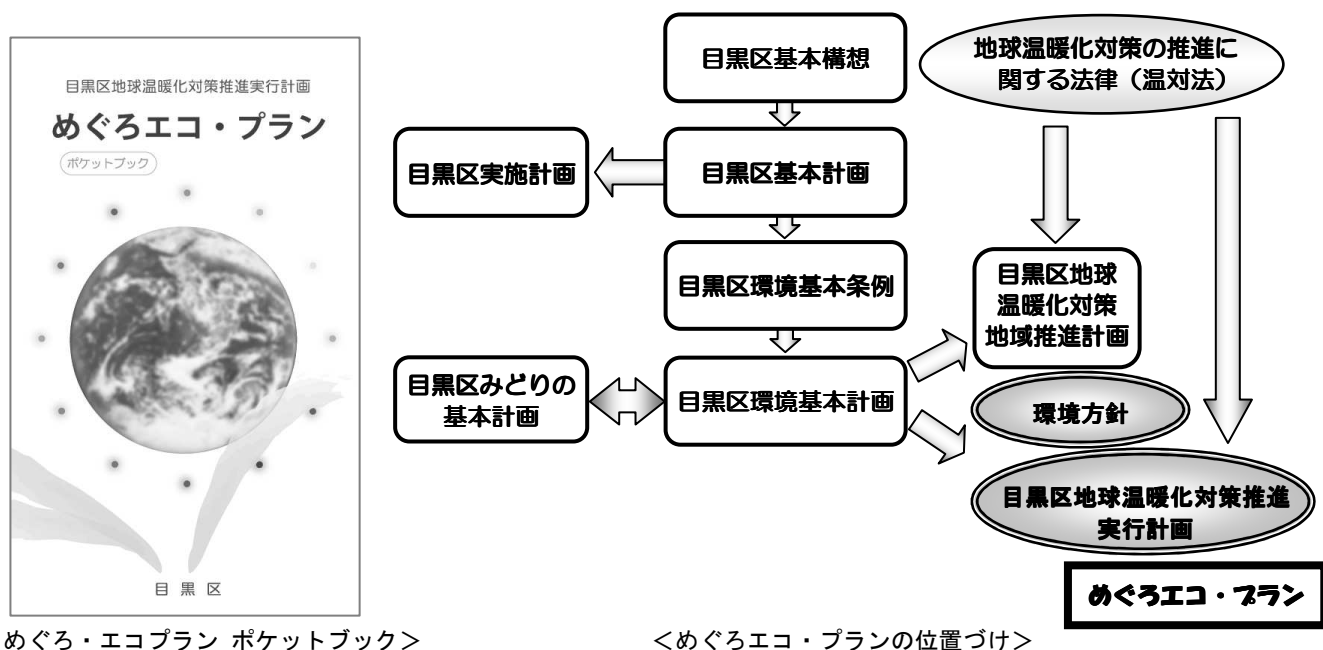 目黒区地球温暖化対策推進実行計画
めぐろエコ・プラン
ポケットブック
目 黒 区
めぐろ・エコプラン ポケットブック＞
目黒区基本構想
地球温暖化対策の推進に
関する法律（温対法）
目黒区実施計画
目黒区基本計画
目黒区環境基本条例
目黒区地球
温暖化対策
地域推進計画
目黒区みどりの
基本計画
目黒区環境基本計画
環境方針
目黒区地球温暖化対策推進
実行計画
めぐろエコ・プラン
＜めぐろエコ・プランの位置づけ＞